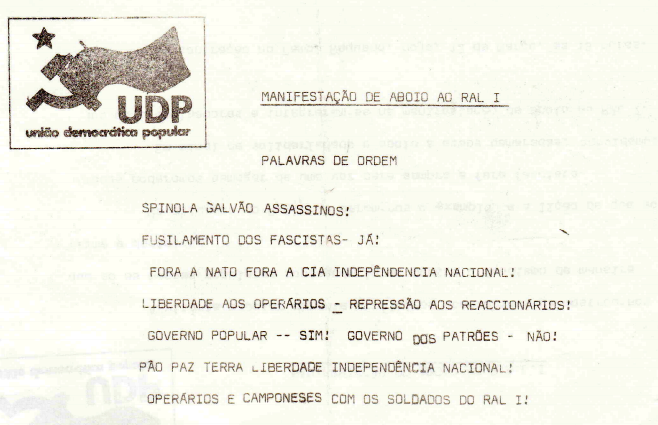 UDP
união democrática popular
MANIFESTAÇÃO DE ABOIO AO RAL I
PALAVRAS DE ORDEM
SPINOLA GALVÃO ASSASSINOS!
FUSILAMENTO DOS FASCISTAS- JÁ!
FORA A NATO FORA A CIA INDEPÊNDENCIA NACIONAL!
LIBERDADE AOS OPERÁRIOS - REPRESSÃO AOS REACCIONÁRIOS!
GOVERNO POPULAR -- SIM! GOVERNO DOS PATRÕES - NÃO!
PÃO PAZ TERRA LIBERDADE INDEPENDÊNCIA NACIONAL!
OPERÁRIOS E CAMPONESES COM OS SOLDADOS DO RAL I!